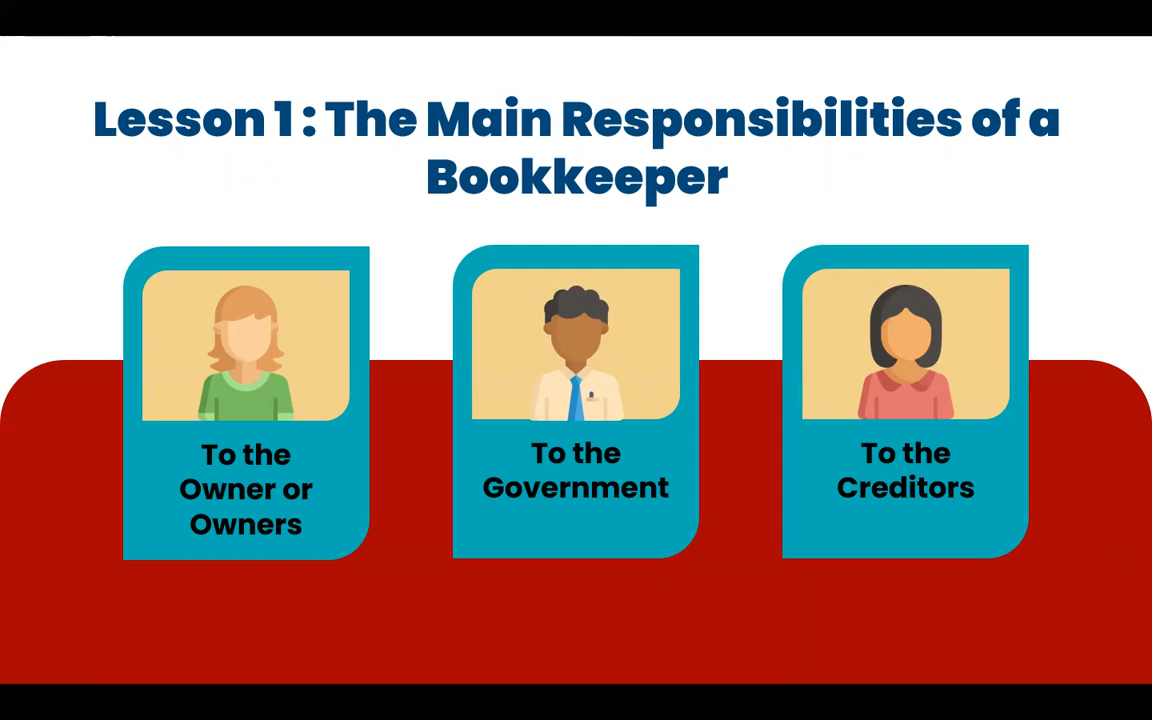 Lesson 1 : The Main Responsibilities of a
Bookkeeper
To the
Owner or
Owners
To the
Government
To the
Creditors